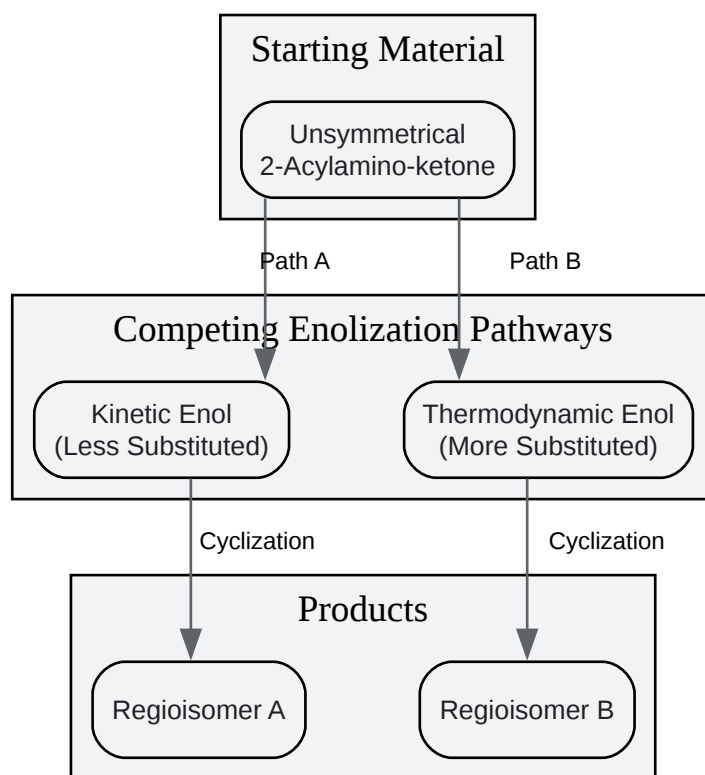 Starting Material
Unsymmetrical
2-Acylamino-ketone
Path A
Path B
Competing Enolization Pathways
Kinetic Enol
(Less Substituted)
Thermodynamic Enol
(More Substituted)
Cyclization
Cyclization
Products
Regioisomer A
Regioisomer B